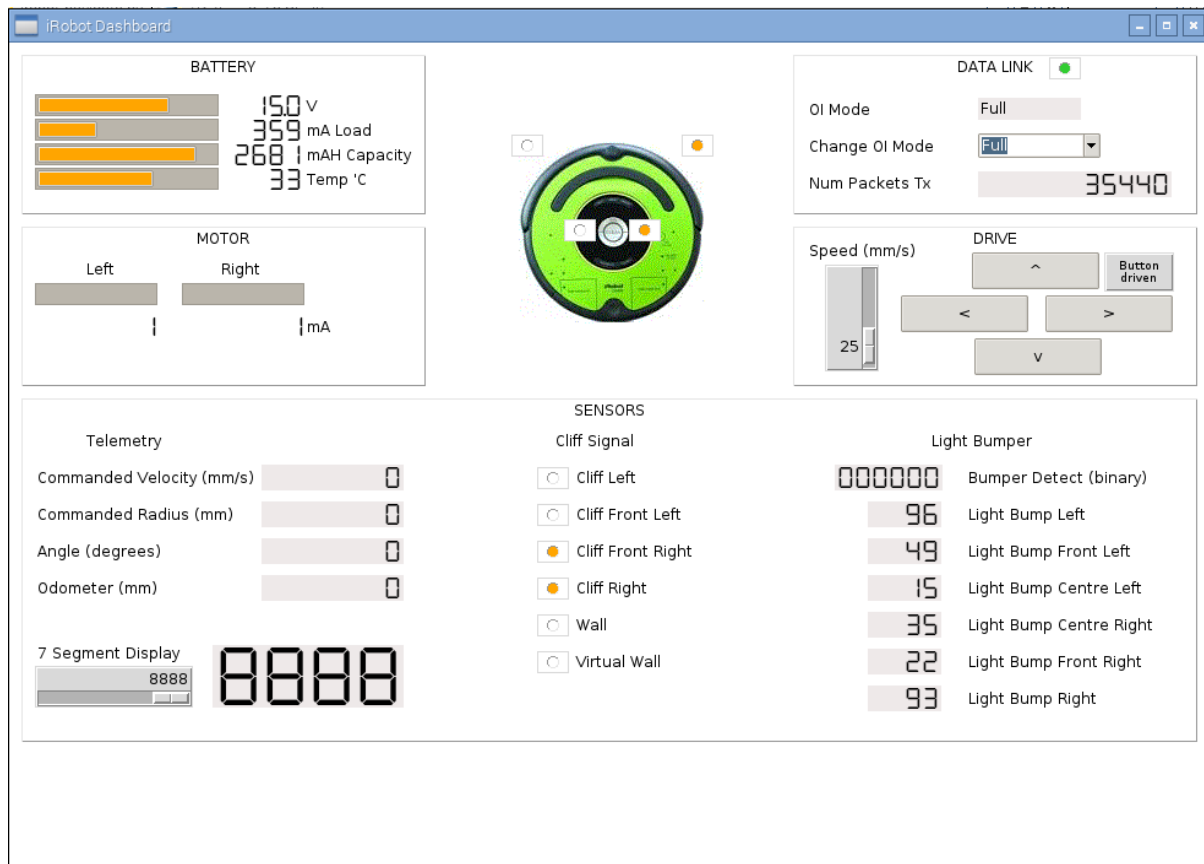 iRobot Dashboard
BATTERY
15.0 V
359 mA Load
2681 mAH Capacity
33 Temp 'C
DATA LINK
OI Mode Full
Change OI Mode Full
Num Packets Tx 35440
MOTOR
Left Right
1 1 mA
DRIVE
Speed (mm/s)
25
^
Button
driven
< >
v
SENSORS
Telemetry Cliff Signal Light Bumper
Commanded Velocity (mm/s) 0 Cliff Left 000000 Bumper Detect (binary)
Commanded Radius (mm) 0 Cliff Front Left 96 Light Bump Left
Angle (degrees) 0 Cliff Front Right 49 Light Bump Front Left
Odometer (mm) 0 Cliff Right 15 Light Bump Centre Left
Wall 35 Light Bump Centre Right
7 Segment Display Virtual Wall 22 Light Bump Front Right
8888 8888 93 Light Bump Right